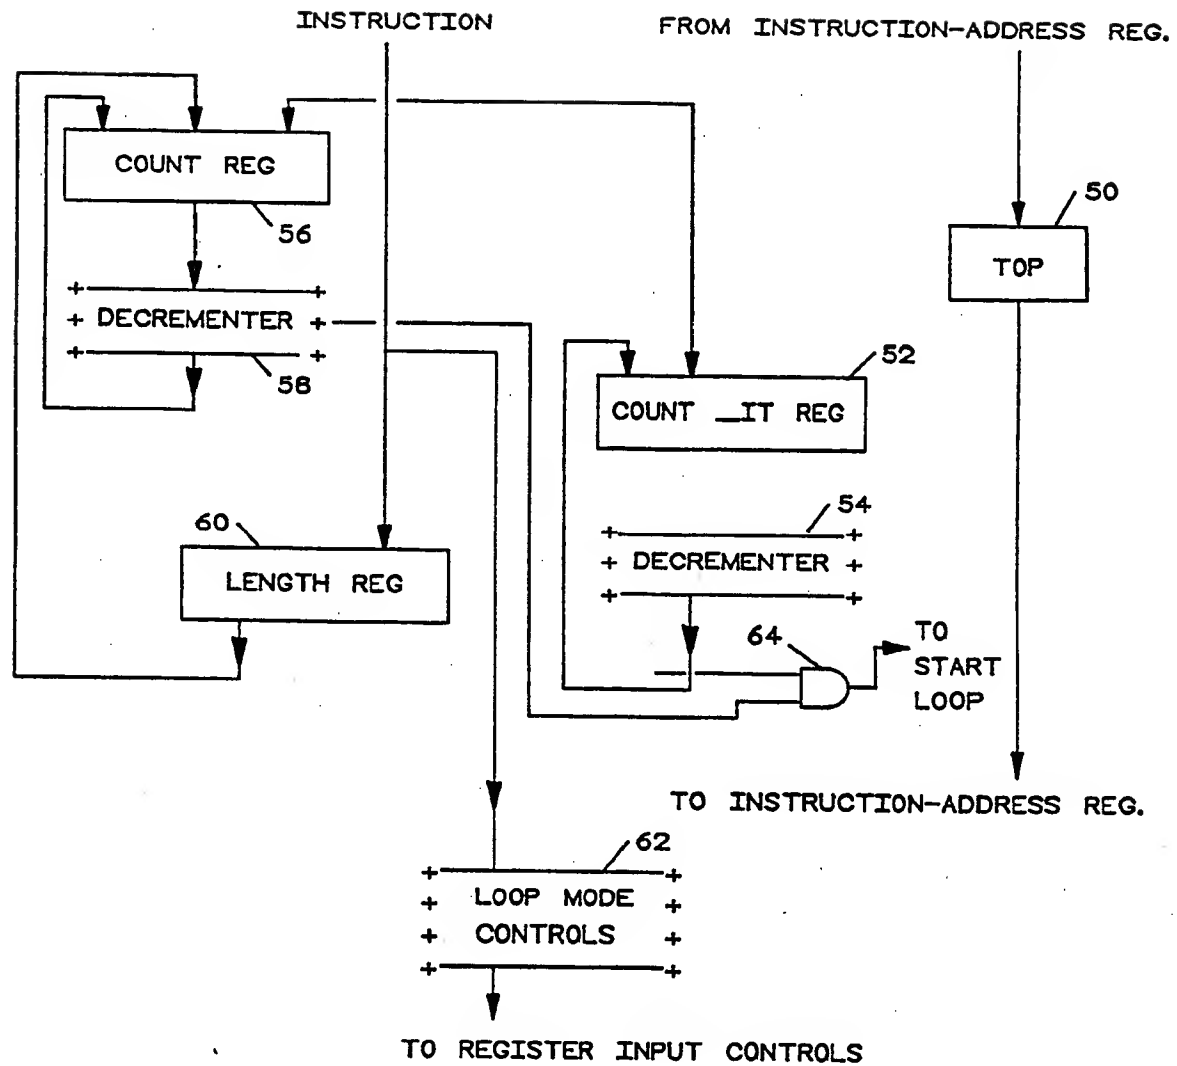 INSTRUCTION
FROM INSTRUCTION-ADDRESS REG.
COUNT REG
56
50
TOP
DECREMENTER
58
52
COUNT _IT REG
54
60
LENGTH REG
DECREMENTER
64
TO
START
LOOP
TO INSTRUCTION-ADDRESS REG.
62
LOOP MODE
CONTROLS
TO REGISTER INPUT CONTROLS